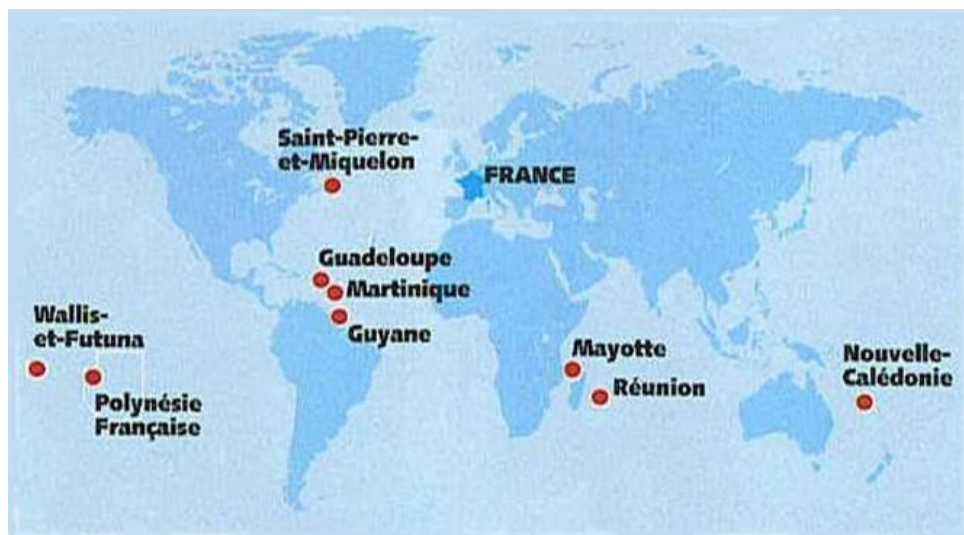 Saint-Pierre-
et-Miquelon
FRANCE
Guadeloupe
Martinique
Guyane
Wallis-
et-Futuna
Polynésie
Française
Mayotte
Réunion
Nouvelle-
Calédonie